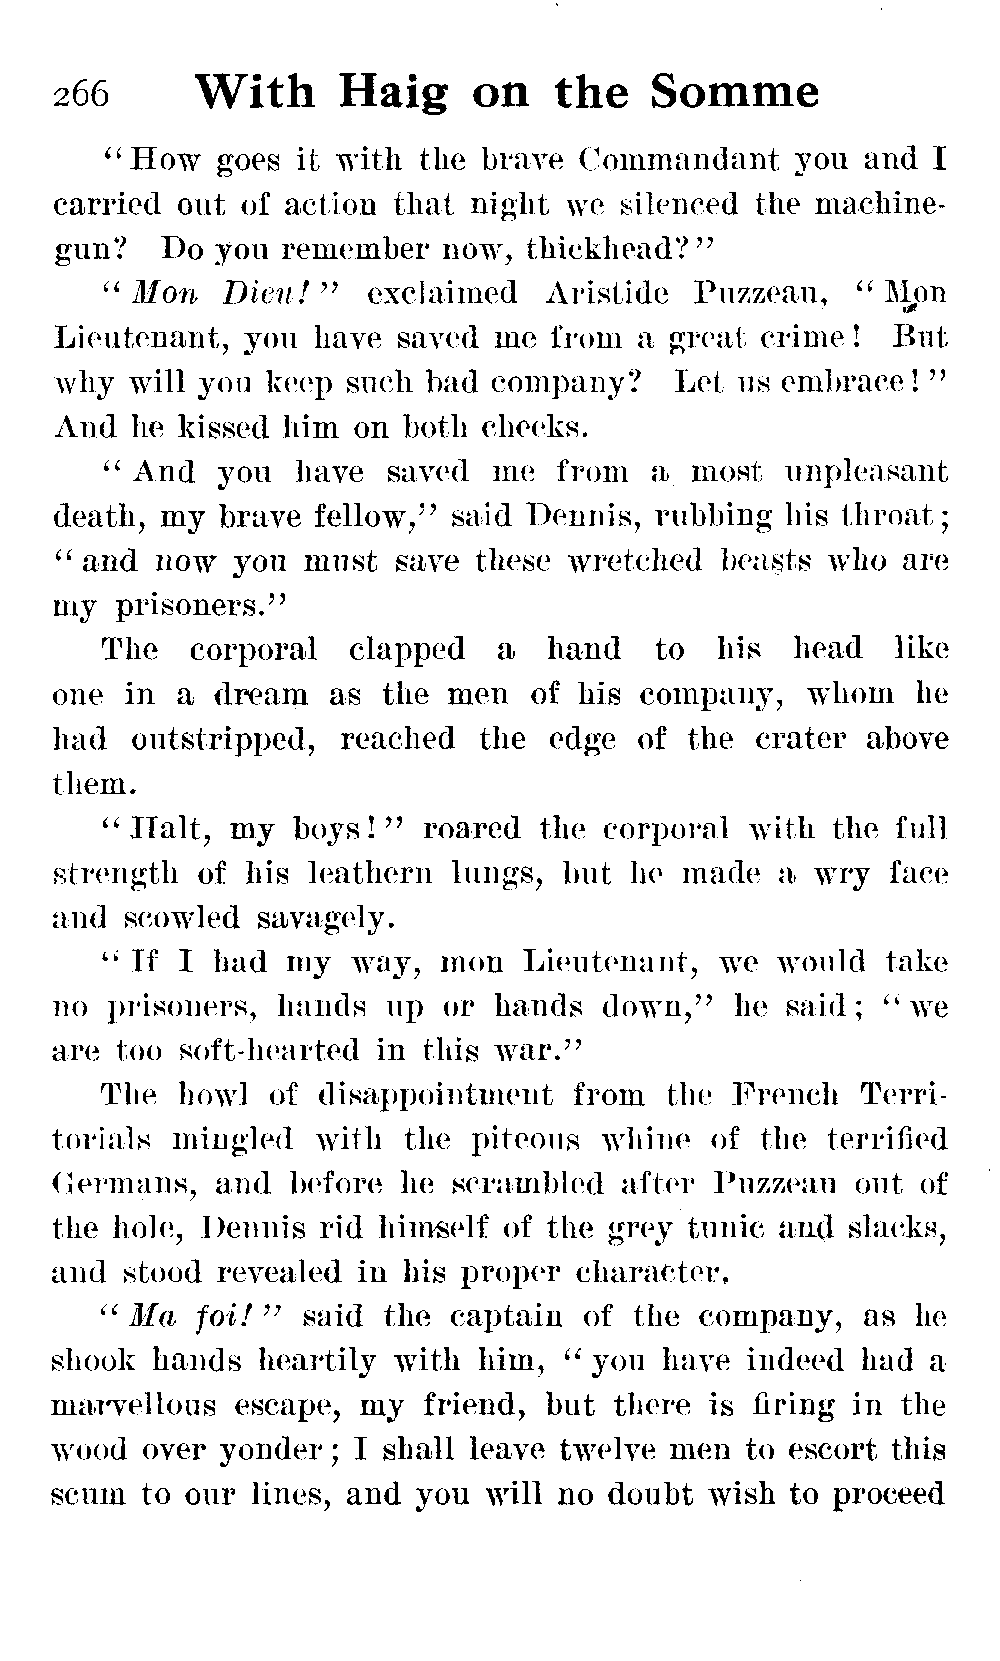 266 With Haig on the Somme
"How goes it with the brave Commandant you and I
carried out of action that night we silenced the machine-
gun? Do you remember now, thickhead?"
"Mon Dieu!" exclaimed Aristide Puzzeau, "Mon
Lieutenant, you have saved me from a great crime! But
why will you keep such bad company? Let us embrace!"
And he kissed him on both cheeks.
"And you have saved me from a most unpleasant
death, my brave fellow," said Dennis, rubbing his throat;
"and now you must save these wretched beasts who are
my prisoners."
The corporal clapped a hand to his head like
one in a dream as the men of his company, whom he
had outstripped, reached the edge of the crater above
them.
"Halt, my boys!" roared the corporal with the full
strength of his leathern lungs, but he made a wry face
and scowled savagely.
"If I had my way, mon Lieutenant, we would take
no prisoners, hands up or hands down," he said; "we
are too soft-hearted in this war."
The howl of disappointment from the French Terri-
torials mingled with the piteous whine of the terrified
Germans, and before he scrambled after Puzzeau out of
the hole, Dennis rid himself of the grey tunic and slacks,
and stood revealed in his proper character.
"Ma foi!" said the captain of the company, as he
shook hands heartily with him, "you have indeed had a
marvellous escape, my friend, but there is firing in the
wood over yonder; I shall leave twelve men to escort this
scum to our lines, and you will no doubt wish to proceed